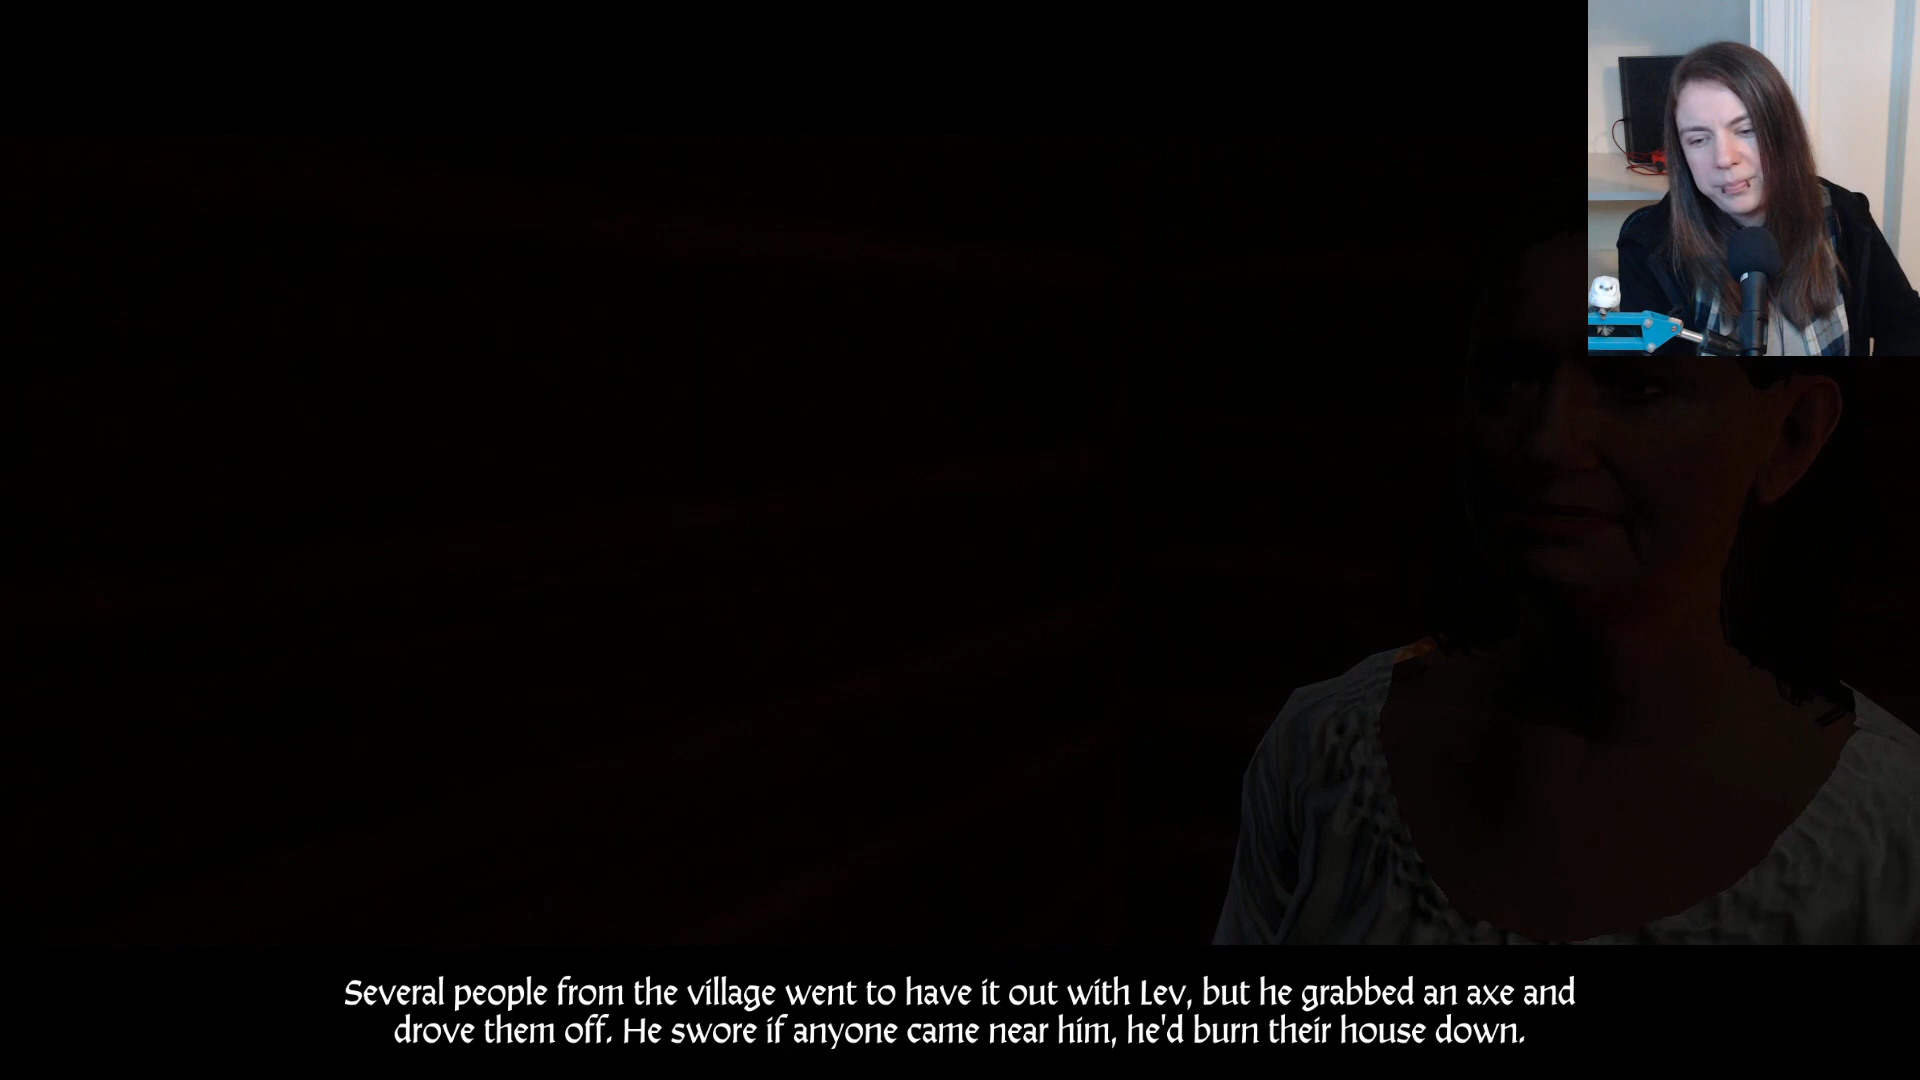 Several people from the village went to have it out with Lev, but he grabbed an axe and
drove them off. He swore if anyone came near him, he'd burn their house down.